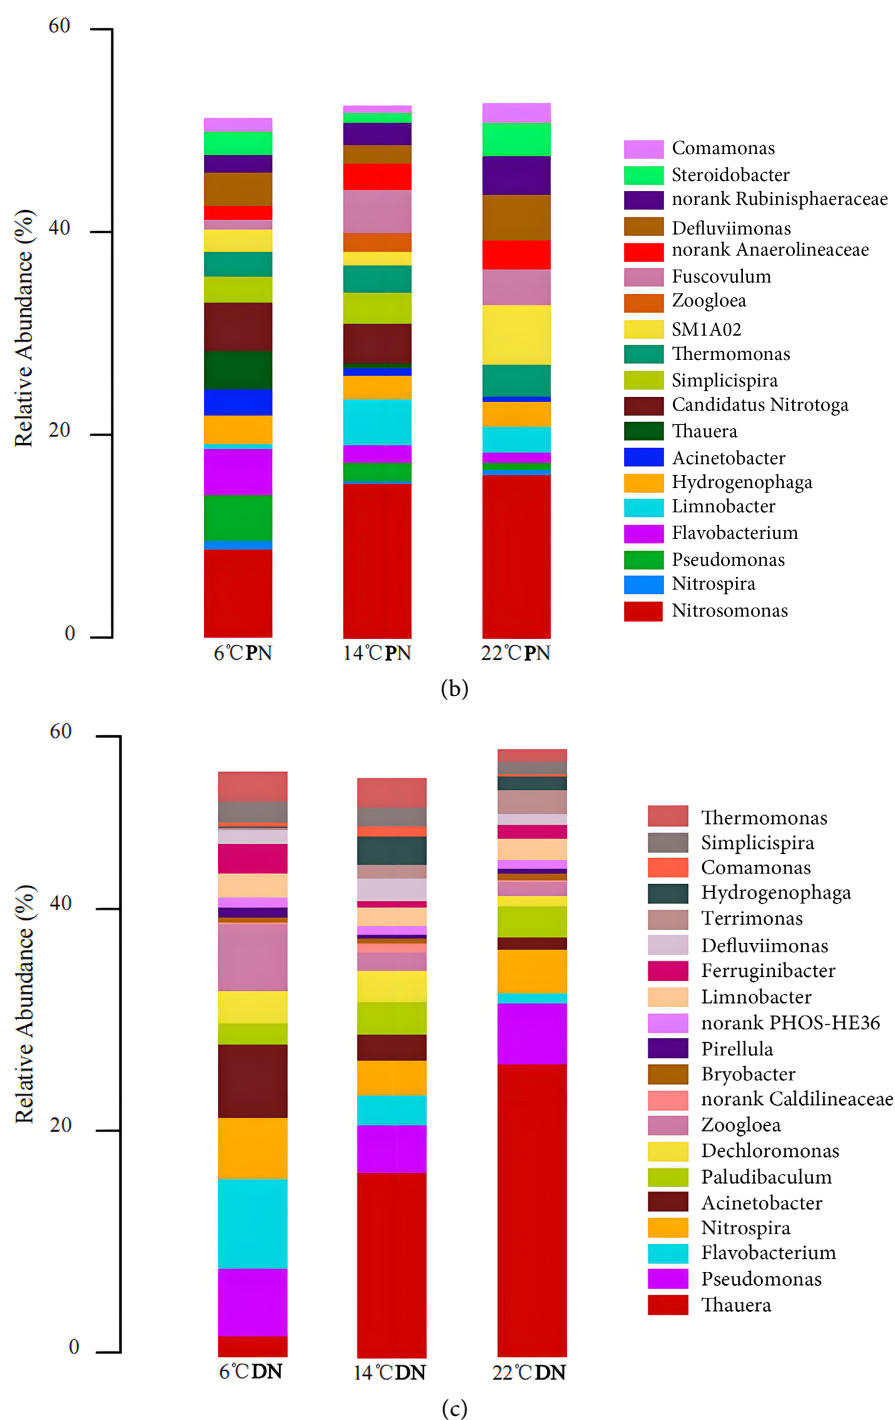 60
40
20
0
Relative Abundance (%)
6℃PN
14℃PN
22℃PN
Comamonas
Steroidobacter
norank Rubinisphaeraceae
Defluviimonas
norank Anaerolineaceae
Fuscovulum
Zoogloea
SM1A02
Thermomonas
Simplicispira
Candidatus Nitrotoga
Thauera
Acinetobacter
Hydrogenophaga
Limnobacter
Flavobacterium
Pseudomonas
Nitrospira
Nitrosomonas
(b)
60
40
20
0
Relative Abundance (%)
6℃DN
14℃DN
22℃DN
Thermomonas
Simplicispira
Comamonas
Hydrogenophaga
Terrimonas
Defluviimonas
Ferruginibacter
Limnobacter
norank PHOS-HE36
Pirellula
Bryobacter
norank Caldilineaceae
Zoogloea
Dechloromonas
Paludibaculum
Acinetobacter
Nitrospira
Flavobacterium
Pseudomonas
Thauera
(c)